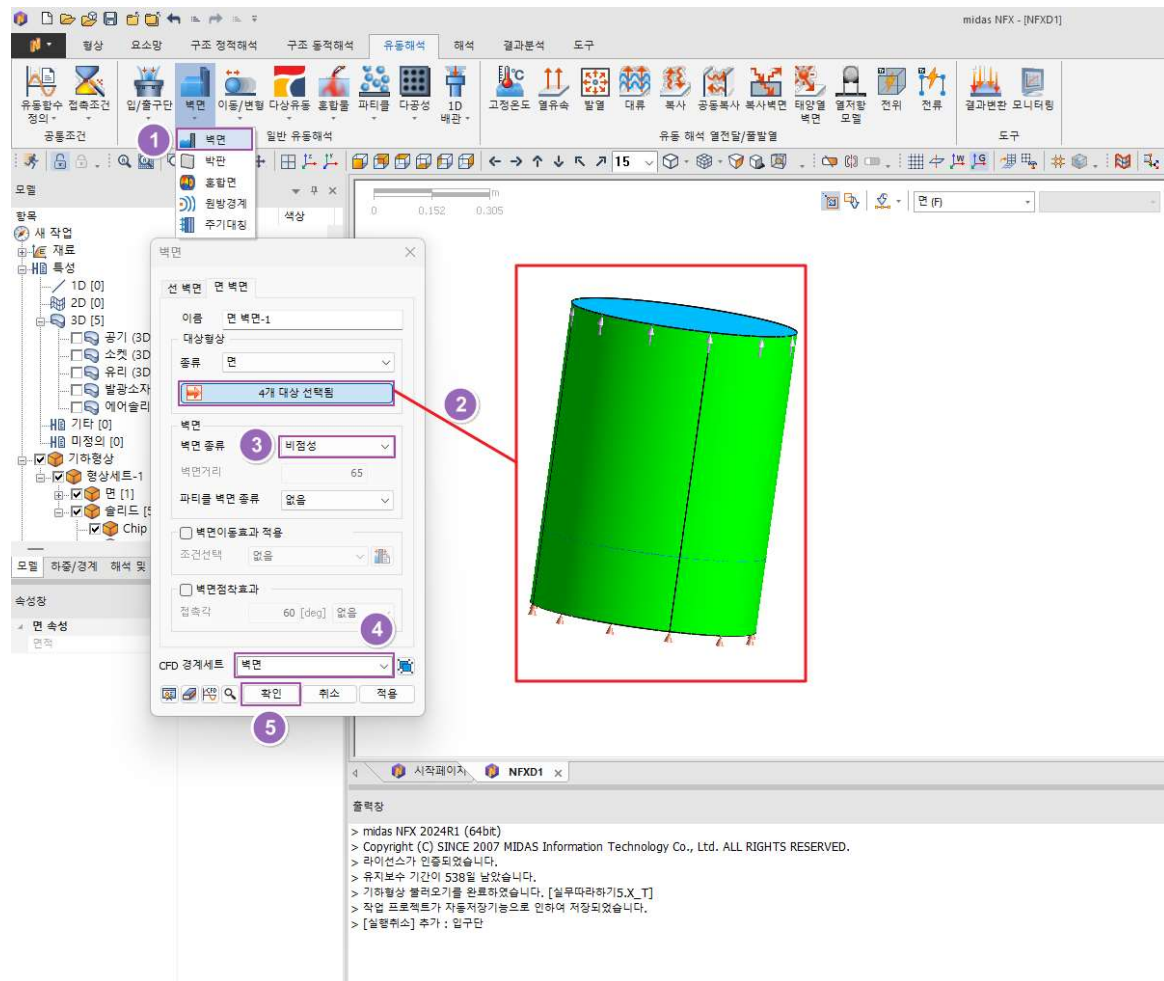 midas NFX - [NFXD1]
형상 요소망 구조 정적해석 구조 동적해석 유동해석 해석 결과분석 도구
유동함수 정의 접촉조건 입/출구단 벽면 이동/변형 다상유동 혼합물 파티클 다공성 1D 배관 고정온도 열유속 발열 대류 복사 공동복사 복사벽면 태양열 벽면 열저항 모델 전위 전류 결과변환 모니터링
공통조건 일반 유동해석 유동 해석 열전달/줄발열 도구
1
벽면
박판
혼합면
원방경계
주기대칭
15
모델
항목 색상
새 작업
재료
특성
1D [0]
2D [0]
3D [5]
공기 (3D
소켓 (3D
유리 (3D
발광소자
에어슬리
기타 [0]
미정의 [0]
기하형상
형상세트-1
면 [1]
솔리드 [5
Chip
모델 하중/경계 해석 및
속성창
면 속성
면적
벽면
선 벽면 면 벽면
이름 면 벽면-1
대상형상
종류 면
4개 대상 선택됨
2
벽면
벽면 종류 3 비점성
벽면거리 65
파티클 벽면 종류 없음
벽면이동효과 적용
조건선택 없음
벽면점착효과
접촉각 60 [deg] 없음
4
CFD 경계세트 벽면
확인 취소 적용
5
m
0 0.152 0.305
면 (F)
시작페이지 NFXD1
출력창
> midas NFX 2024R1 (64bit)
> Copyright (C) SINCE 2007 MIDAS Information Technology Co., Ltd. ALL RIGHTS RESERVED.
> 라이선스가 인증되었습니다.
> 유지보수 기간이 538일 남았습니다.
> 기하형상 불러오기를 완료하였습니다. [실무따라하기5.X_T]
> 작업 프로젝트가 자동저장기능으로 인하여 저장되었습니다.
> [실행취소] 추가 : 입구단